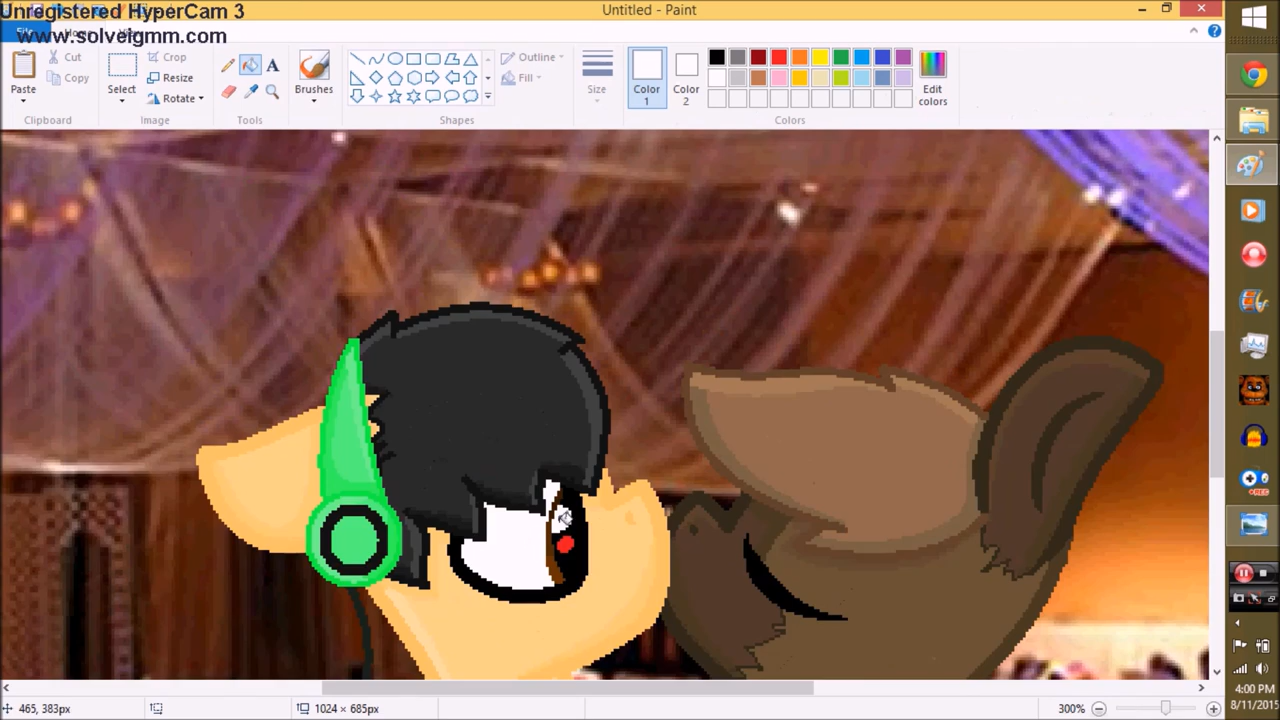 Unregistered HyperCam 3
www.solveigmm.com
Untitled - Paint
File
Paste
Cut
Copy
Clipboard
Select
Crop
Resize
Rotate
Image
A
Tools
Brushes
Outline
Fill
Shapes
Size
Color
1
Color
2
Edit
colors
Colors
+REC
465, 383px
1024 × 685px
300%
4:00 PM
8/11/2015